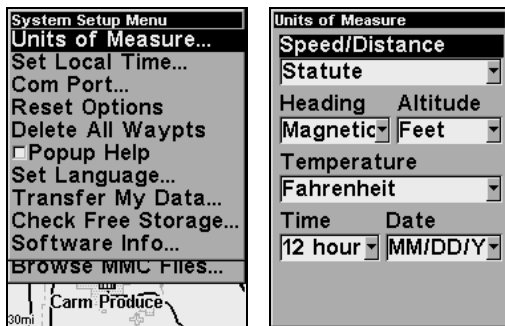 System Setup Menu
Units of Measure...
Set Local Time...
Com Port...
Reset Options
Delete All Waypts
Popup Help
Set Language...
Transfer My Data...
Check Free Storage...
Software Info...
Browse MMC Files...
Carm Produce
30mi
Units of Measure
Speed/Distance
Statute
Heading Altitude
Magnetic Feet
Temperature
Fahrenheit
Time Date
12 hour MM/DD/Y